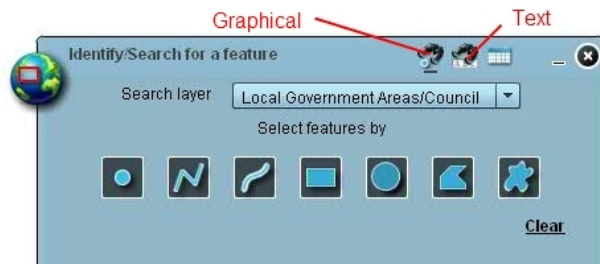 Graphical
Text
Identify/Search for a feature
Search layer
Local Government Areas/Council
Select features by
Clear